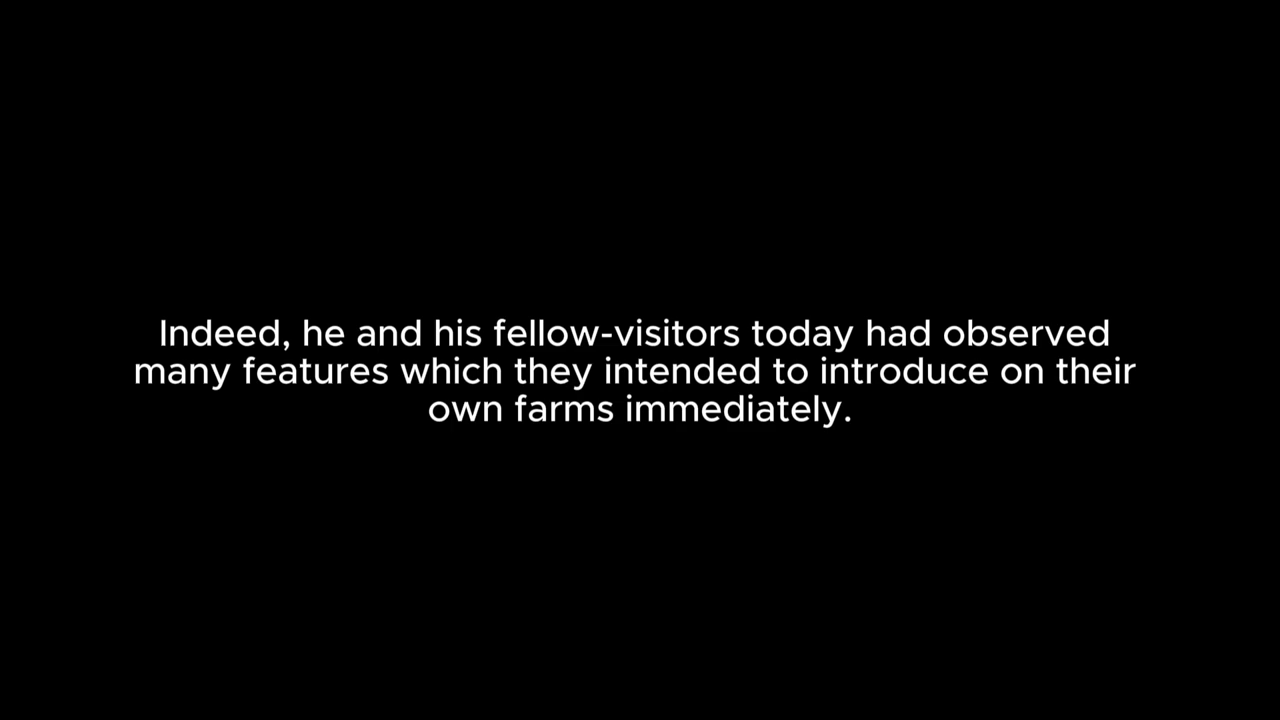 Indeed, he and his fellow-visitors today had observed
many features which they intended to introduce on their
own farms immediately.